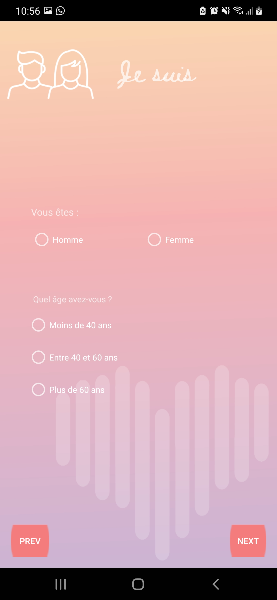 10:56
Je suis
Vous êtes :
Homme Femme
Quel âge avez-vous ?
Moins de 40 ans
Entre 40 et 60 ans
Plus de 60 ans
PREV NEXT